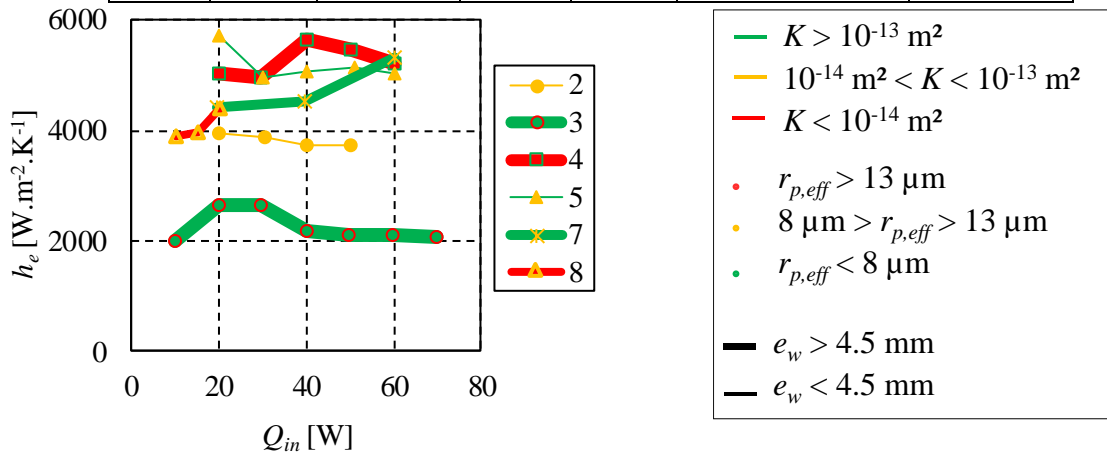 6000
4000
2000
0
0 20 40 60 80
h_e [W.m⁻².K⁻¹]
Q_in [W]
2
3
4
5
7
8
K > 10⁻¹³ m²
10⁻¹⁴ m² < K < 10⁻¹³ m²
K < 10⁻¹⁴ m²
r_p,eff > 13 µm
8 µm > r_p,eff > 13 µm
r_p,eff < 8 µm
e_w > 4.5 mm
e_w < 4.5 mm